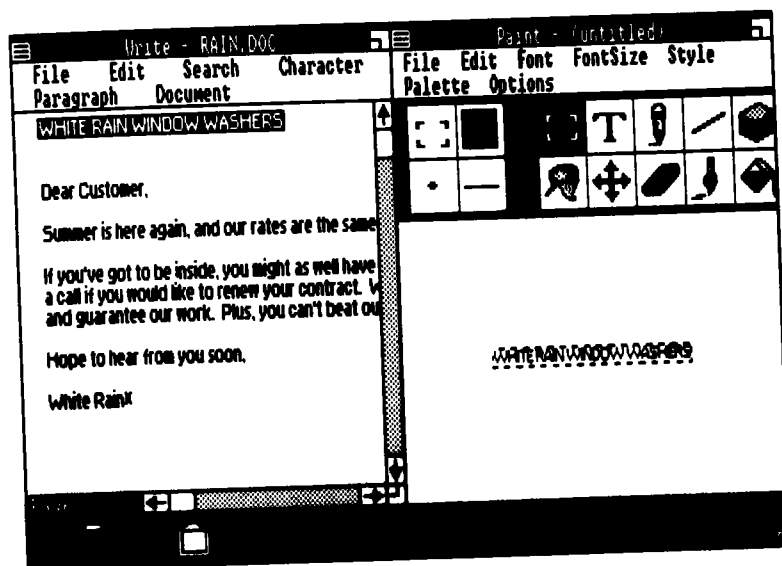 Write - RAIN.DOC
File Edit Search Character
Paragraph Document
WHITE RAIN WINDOW WASHERS
Dear Customer,
Summer is here again, and our rates are the same
If you've got to be inside, you might as well have
a call if you would like to renew your contract. W
and guarantee our work. Plus, you can't beat ou
Hope to hear from you soon,
White Rain
Paint - (untitled)
File Edit Font FontSize Style
Palette Options
T
WHITE RAIN WINDOW WASHERS